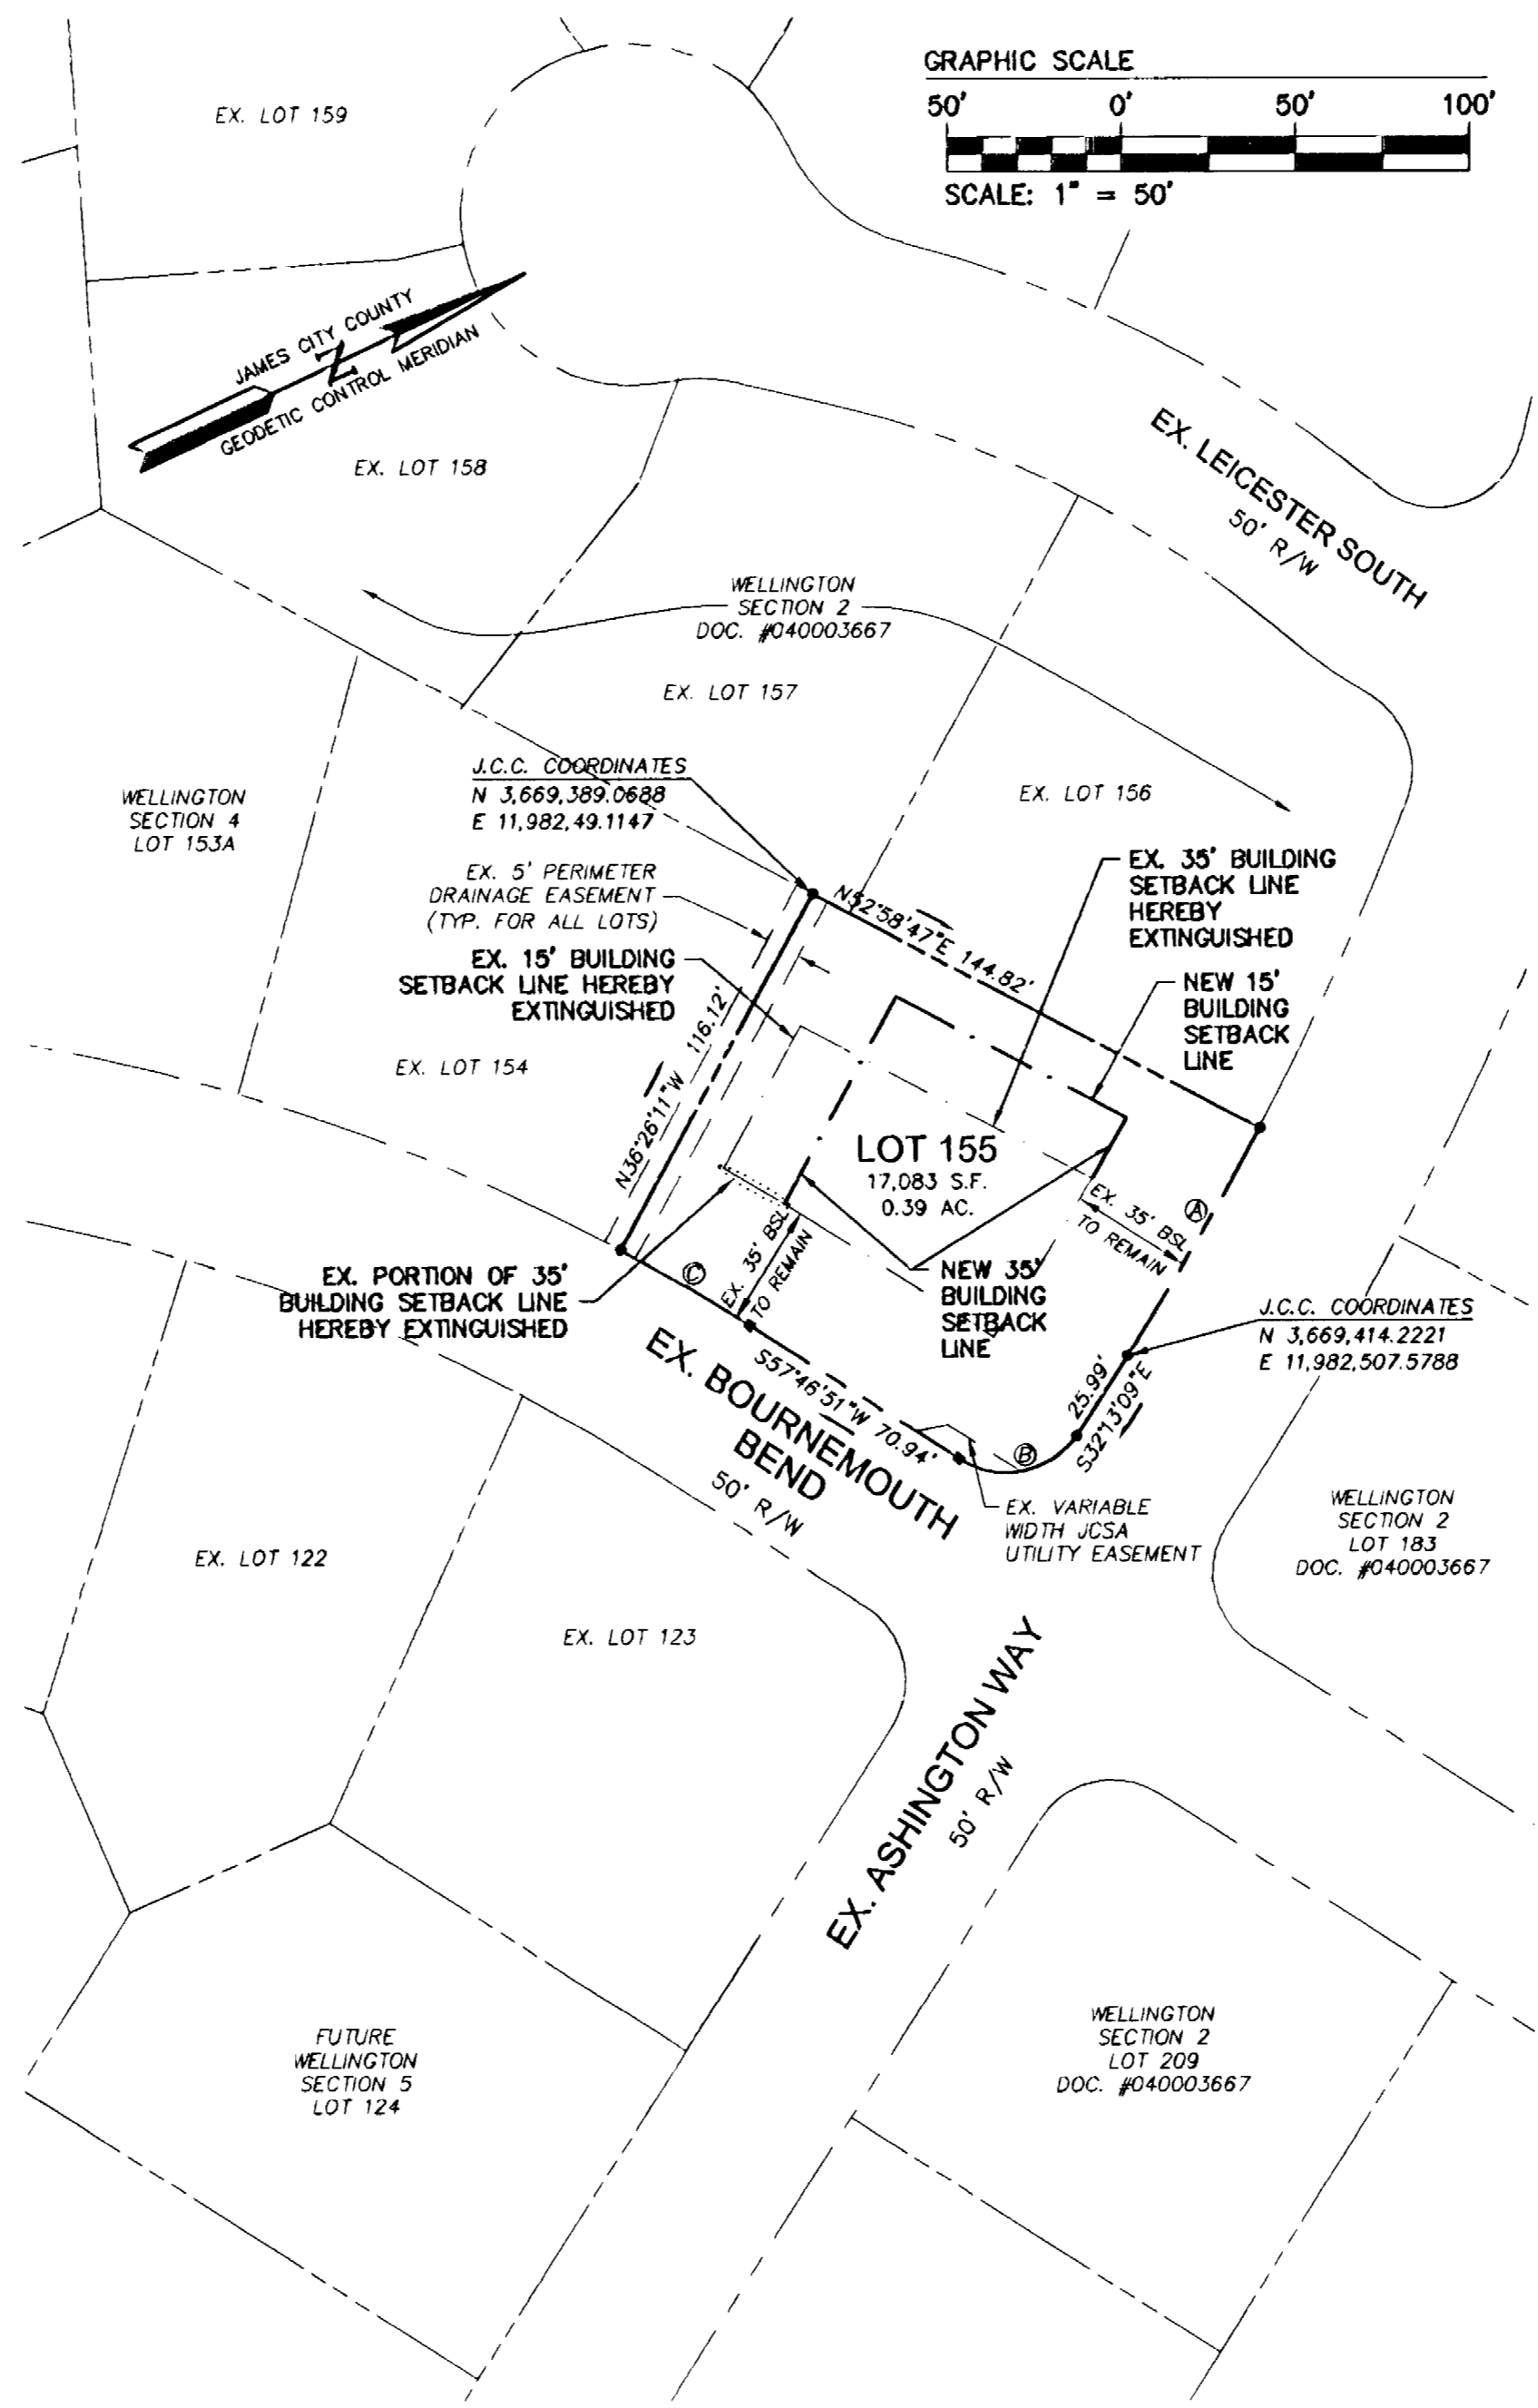 GRAPHIC SCALE
50' 0' 50' 100'
SCALE: 1" = 50'
EX. LOT 159
JAMES CITY COUNTY
N
GEODETIC CONTROL MERIDIAN
EX. LOT 158
EX. LEICESTER SOUTH
50' R/W
WELLINGTON
SECTION 2
DOC. #040003667
EX. LOT 157
J.C.C. COORDINATES
N 3,669,389.0688
E 11,982,49.1147
WELLINGTON
SECTION 4
LOT 153A
EX. LOT 156
EX. 5' PERIMETER
DRAINAGE EASEMENT
(TYP. FOR ALL LOTS)
EX. 35' BUILDING
SETBACK LINE
HEREBY
EXTINGUISHED
N52°58'47"E 144.82'
EX. 15' BUILDING
SETBACK LINE HEREBY
EXTINGUISHED
NEW 15'
BUILDING
SETBACK
LINE
N36°26'11"W 116.12'
EX. LOT 154
LOT 155
17,083 S.F.
0.39 AC.
EX. 35' BSL
TO REMAIN
A
EX. 35' BSL
TO REMAIN
C
EX. PORTION OF 35'
BUILDING SETBACK LINE
HEREBY EXTINGUISHED
NEW 35'
BUILDING
SETBACK
LINE
J.C.C. COORDINATES
N 3,669,414.2221
E 11,982,507.5788
S57°46'51"W 70.94'
25.99'
S32°13'09"E
B
EX. BOURNEMOUTH
BEND
50' R/W
EX. VARIABLE
WIDTH JCSA
UTILITY EASEMENT
WELLINGTON
SECTION 2
LOT 183
DOC. #040003667
EX. LOT 122
EX. LOT 123
EX. ASHINGTON WAY
50' R/W
FUTURE
WELLINGTON
SECTION 5
LOT 124
WELLINGTON
SECTION 2
LOT 209
DOC. #040003667